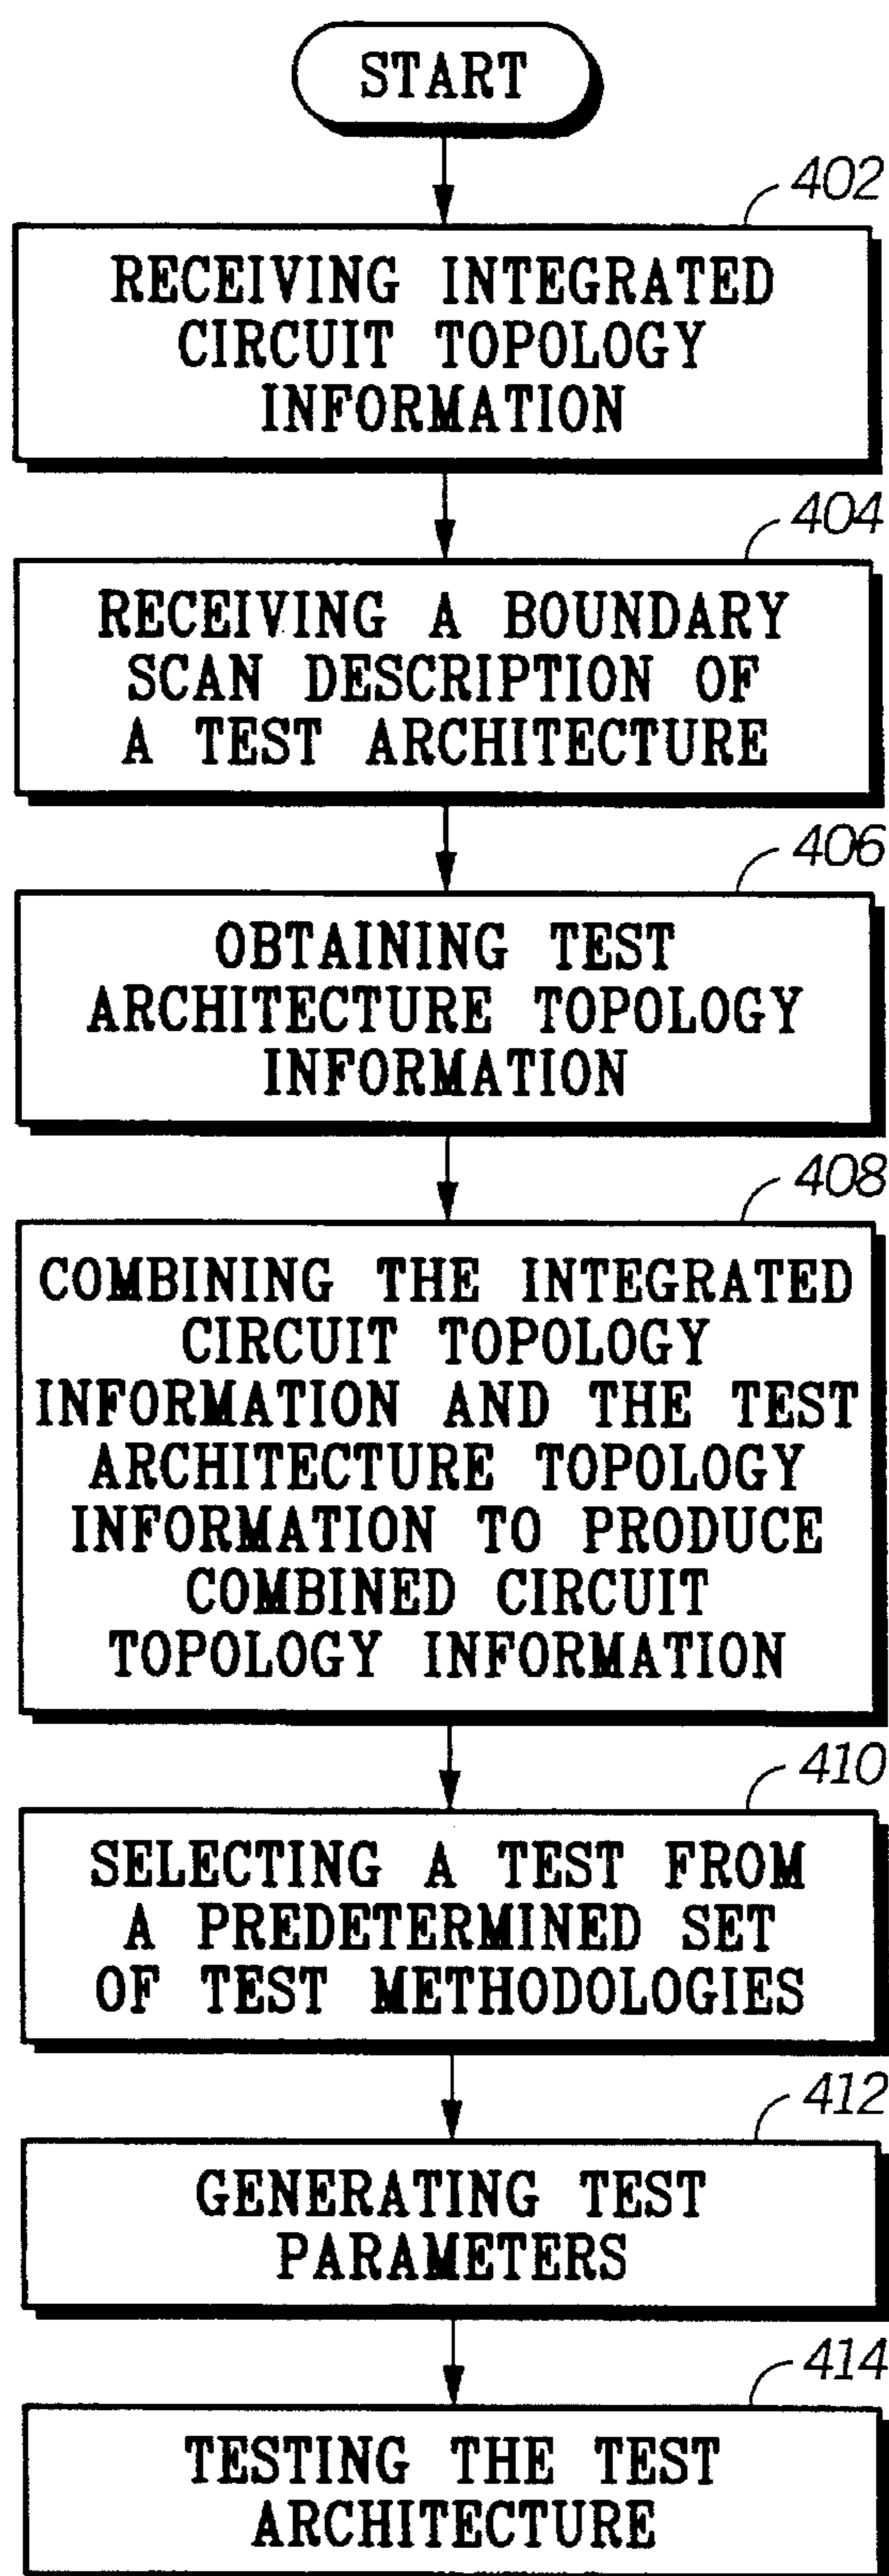 START
402
RECEIVING INTEGRATED
CIRCUIT TOPOLOGY
INFORMATION
404
RECEIVING A BOUNDARY
SCAN DESCRIPTION OF
A TEST ARCHITECTURE
406
OBTAINING TEST
ARCHITECTURE TOPOLOGY
INFORMATION
408
COMBINING THE INTEGRATED
CIRCUIT TOPOLOGY
INFORMATION AND THE TEST
ARCHITECTURE TOPOLOGY
INFORMATION TO PRODUCE
COMBINED CIRCUIT
TOPOLOGY INFORMATION
410
SELECTING A TEST FROM
A PREDETERMINED SET
OF TEST METHODOLOGIES
412
GENERATING TEST
PARAMETERS
414
TESTING THE TEST
ARCHITECTURE